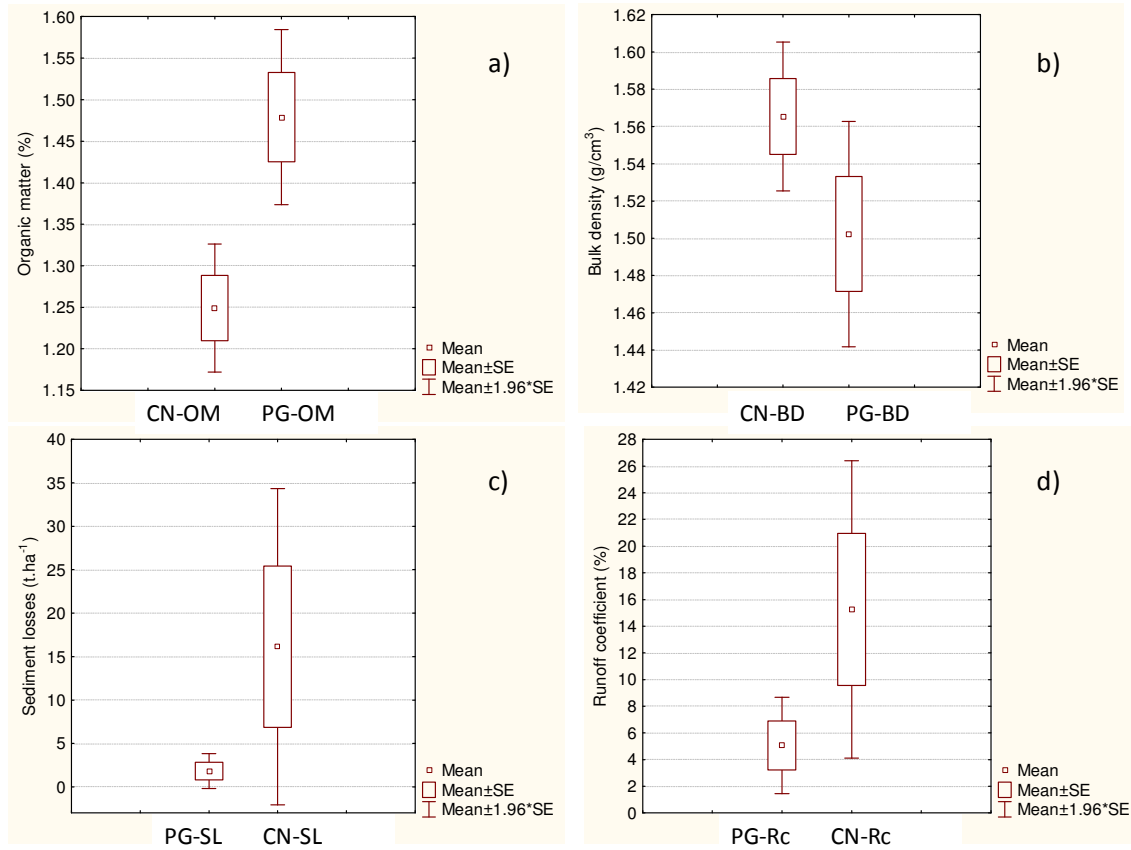 a)
Organic matter (%)
1.60
1.55
1.50
1.45
1.40
1.35
1.30
1.25
1.20
1.15
CN-OM PG-OM
Mean
Mean±SE
Mean±1.96*SE
b)
Bulk density (g/cm³)
1.62
1.60
1.58
1.56
1.54
1.52
1.50
1.48
1.46
1.44
1.42
CN-BD PG-BD
Mean
Mean±SE
Mean±1.96*SE
c)
Sediment losses (t.ha⁻¹)
40
35
30
25
20
15
10
5
0
PG-SL CN-SL
Mean
Mean±SE
Mean±1.96*SE
d)
Runoff coefficient (%)
28
26
24
22
20
18
16
14
12
10
8
6
4
2
0
PG-Rc CN-Rc
Mean
Mean±SE
Mean±1.96*SE